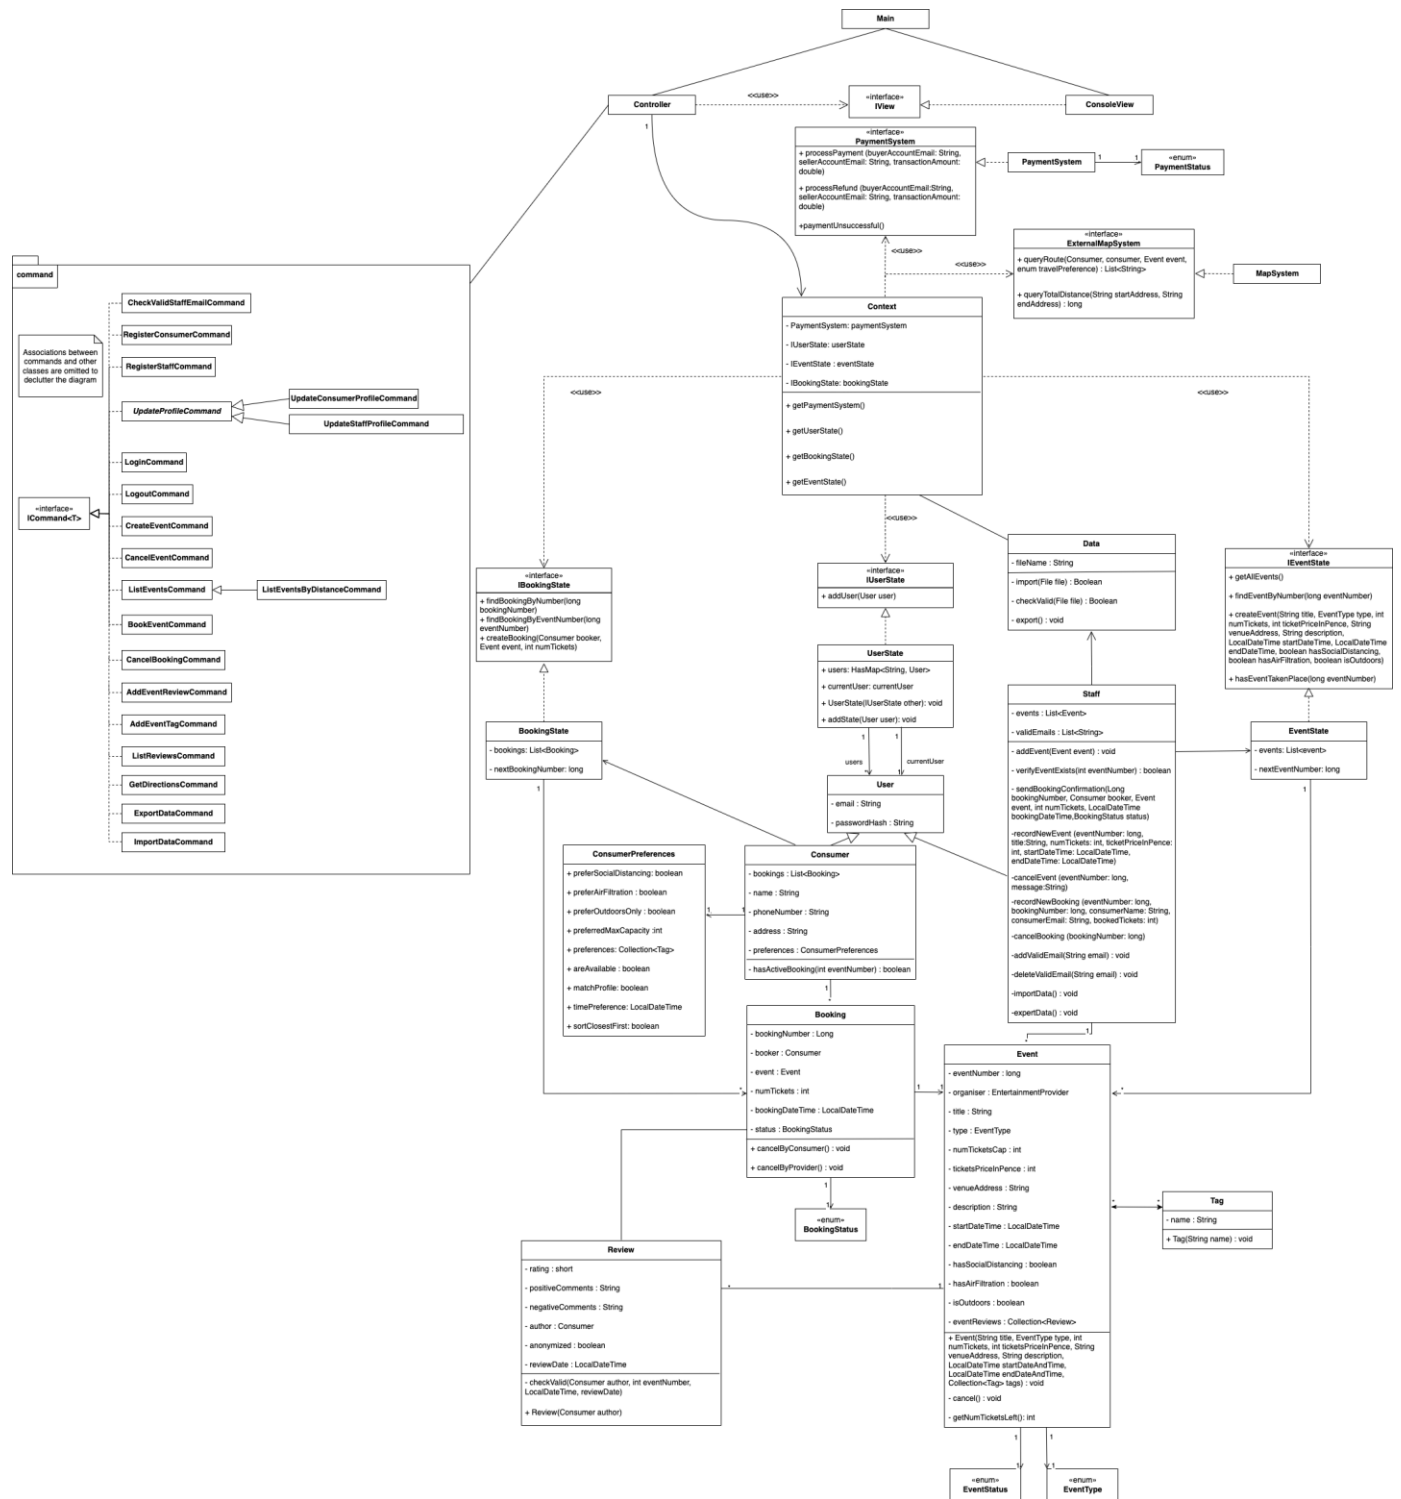 Main
Controller
<<use>>
«interface»
IView
ConsoleView
1
«interface»
PaymentSystem
+ processPayment (buyerAccountEmail: String,
sellerAccountEmail: String, transactionAmount:
double)
+ processRefund (buyerAccountEmail:String,
sellerAccountEmail: String, transactionAmount:
double)
+paymentUnsuccessful()
PaymentSystem
1
1
«enum»
PaymentStatus
<<use>>
<<use>>
«interface»
ExternalMapSystem
+ queryRoute(Consumer, consumer, Event event,
enum travelPreference) : List<String>
+ queryTotalDistance(String startAddress, String
endAddress) : long
MapSystem
command
Associations between
commands and other
classes are omitted to
declutter the diagram
«interface»
ICommand<T>
CheckValidStaffEmailCommand
RegisterConsumerCommand
RegisterStaffCommand
UpdateProfileCommand
UpdateConsumerProfileCommand
UpdateStaffProfileCommand
LoginCommand
LogoutCommand
CreateEventCommand
CancelEventCommand
ListEventsCommand
ListEventsByDistanceCommand
BookEventCommand
CancelBookingCommand
AddEventReviewCommand
AddEventTagCommand
ListReviewsCommand
GetDirectionsCommand
ExportDataCommand
ImportDataCommand
Context
- PaymentSystem: paymentSystem
- IUserState: userState
- IEventState : eventState
- IBookingState: bookingState
+ getPaymentSystem()
+ getUserState()
+ getBookingState()
+ getEventState()
<<use>>
<<use>>
<<use>>
Data
- fileName : String
- import(File file) : Boolean
- checkValid(File file) : Boolean
- export() : void
«interface»
IBookingState
+ findBookingByNumber(long
bookingNumber)
+ findBookingByEventNumber(long
eventNumber)
+ createBooking(Consumer booker,
Event event, int numTickets)
«interface»
IUserState
+ addUser(User user)
«interface»
IEventState
+ getAllEvents()
+ findEventByNumber(long eventNumber)
+ createEvent(String title, EventType type, int
numTickets, int ticketPriceInPence, String
venueAddress, String description,
LocalDateTime startDateTime, LocalDateTime
endDateTime, boolean hasSocialDistancing,
boolean hasAirFiltration, boolean isOutdoors)
+ hasEventTakenPlace(long eventNumber)
UserState
+ users: HasMap<String, User>
+ currentUser: currentUser
+ UserState(IUserState other): void
+ addState(User user): void
1
1
users
currentUser
*
1
BookingState
- bookings: List<Booking>
- nextBookingNumber: long
1
User
- email : String
- passwordHash : String
Staff
- events : List<Event>
- validEmails : List<String>
- addEvent(Event event) : void
- verifyEventExists(int eventNumber) : boolean
- sendBookingConfirmation(Long
bookingNumber, Consumer booker, Event
event, int numTickets, LocalDateTime
bookingDateTime,BookingStatus status)
-recordNewEvent (eventNumber: long,
title:String, numTickets: int, ticketPriceInPence:
int, startDateTime: LocalDateTime,
endDateTime: LocalDateTime)
-cancelEvent (eventNumber: long,
message:String)
-recordNewBooking (eventNumber: long,
bookingNumber: long, consumerName: String,
consumerEmail: String, bookedTickets: int)
-cancelBooking (bookingNumber: long)
-addValidEmail(String email) : void
-deleteValidEmail(String email) : void
-importData() : void
-expertData() : void
1
*
EventState
- events: List<event>
- nextEventNumber: long
1
ConsumerPreferences
+ preferSocialDistancing: boolean
+ preferAirFiltration : boolean
+ preferOutdoorsOnly : boolean
+ preferredMaxCapacity :int
+ preferences: Collection<Tag>
+ areAvailable : boolean
+ matchProfile: boolean
+ timePreference: LocalDateTime
+ sortClosestFirst: boolean
1
1
Consumer
- bookings : List<Booking>
- name : String
- phoneNumber : String
- address : String
- preferences : ConsumerPreferences
- hasActiveBooking(int eventNumber) : boolean
1
*
Booking
- bookingNumber : Long
- booker : Consumer
- event : Event
- numTickets : int
- bookingDateTime : LocalDateTime
- status : BookingStatus
+ cancelByConsumer() : void
+ cancelByProvider() : void
*
1
1
1
1
«enum»
BookingStatus
Event
- eventNumber : long
- organiser : EntertainmentProvider
- title : String
- type : EventType
- numTicketsCap : int
- ticketsPriceInPence : int
- venueAddress : String
- description : String
- startDateTime : LocalDateTime
- endDateTime : LocalDateTime
- hasSocialDistancing : boolean
- hasAirFiltration : boolean
- isOutdoors : boolean
- eventReviews : Collection<Review>
+ Event(String title, EventType type, int
numTickets, int ticketsPriceInPence, String
venueAddress, String description,
LocalDateTime startDateAndTime,
LocalDateTime endDateAndTime,
Collection<Tag> tags) : void
- cancel() : void
- getNumTicketsLeft(): int
*
*
*
Tag
- name : String
+ Tag(String name) : void
Review
- rating : short
- positiveComments : String
- negativeComments : String
- author : Consumer
- anonymized : boolean
- reviewDate : LocalDateTime
- checkValid(Consumer author, int eventNumber,
LocalDateTime, reviewDate)
+ Review(Consumer author)
*
1
1
1
1
1
«enum»
EventStatus
«enum»
EventType